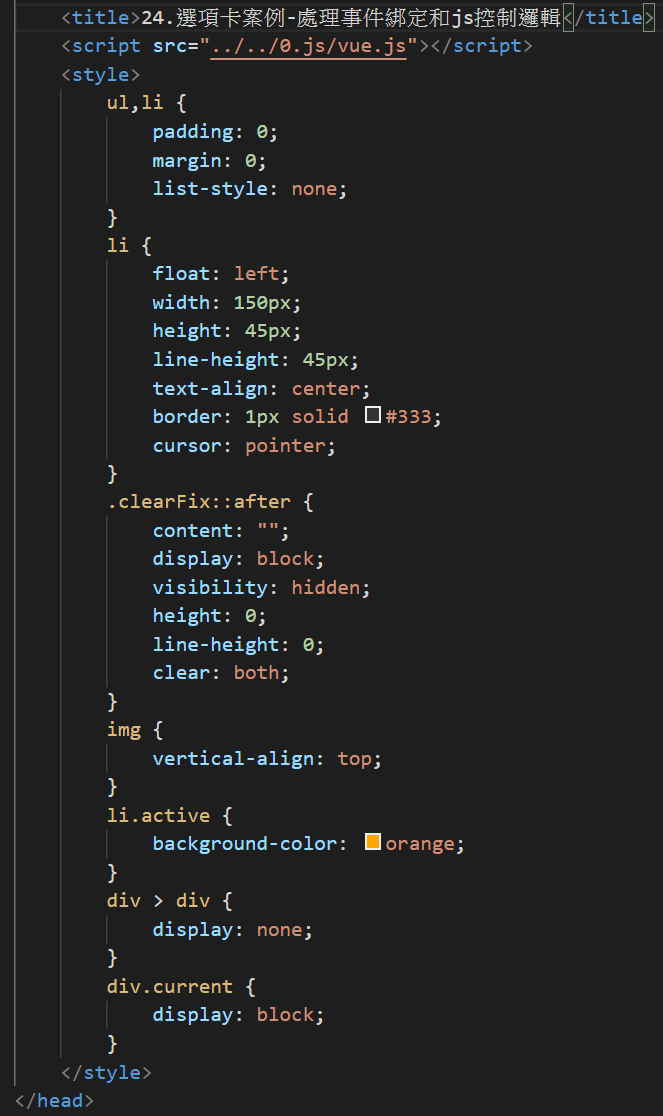 <title>24.選項卡案例-處理事件綁定和js控制邏輯</title>
<script src="../../0.js/vue.js"></script>
<style>
ul,li {
padding: 0;
margin: 0;
list-style: none;
}
li {
float: left;
width: 150px;
height: 45px;
line-height: 45px;
text-align: center;
border: 1px solid #333;
cursor: pointer;
}
.clearFix::after {
content: "";
display: block;
visibility: hidden;
height: 0;
line-height: 0;
clear: both;
}
img {
vertical-align: top;
}
li.active {
background-color: orange;
}
div > div {
display: none;
}
div.current {
display: block;
}
</style>
</head>